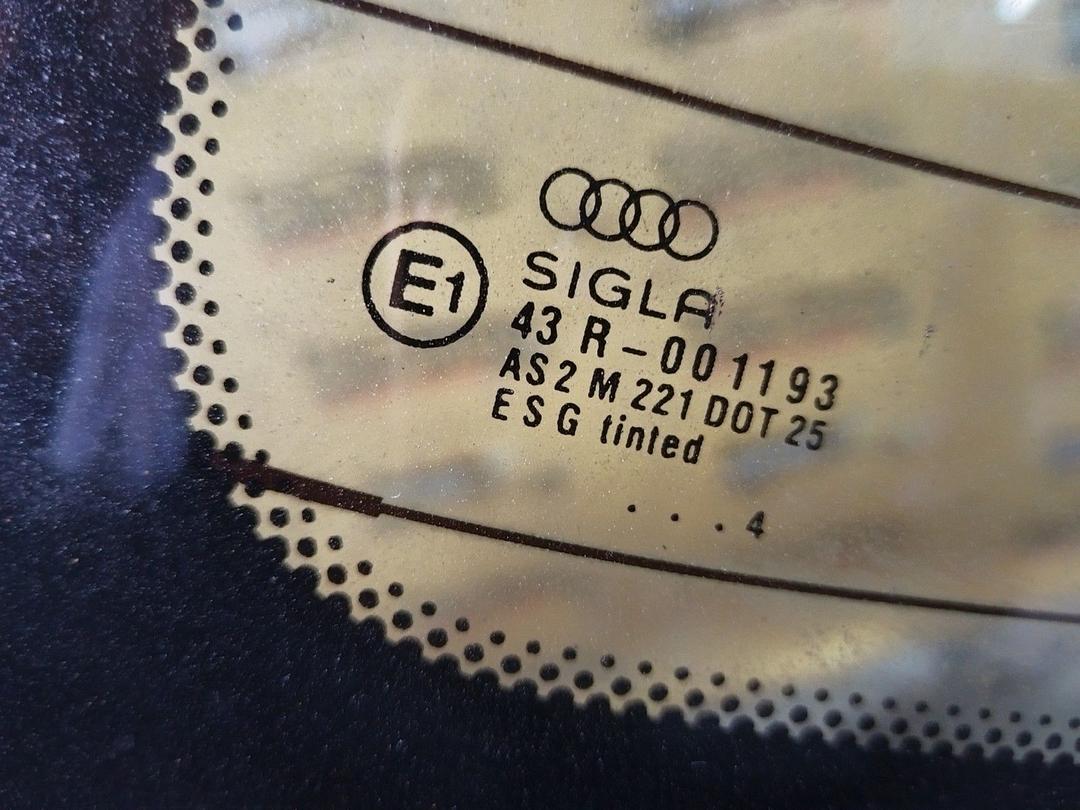 E1
SIGLA
43 R - 001193
AS2 M 221 DOT 25
ESG tinted
. . . 4